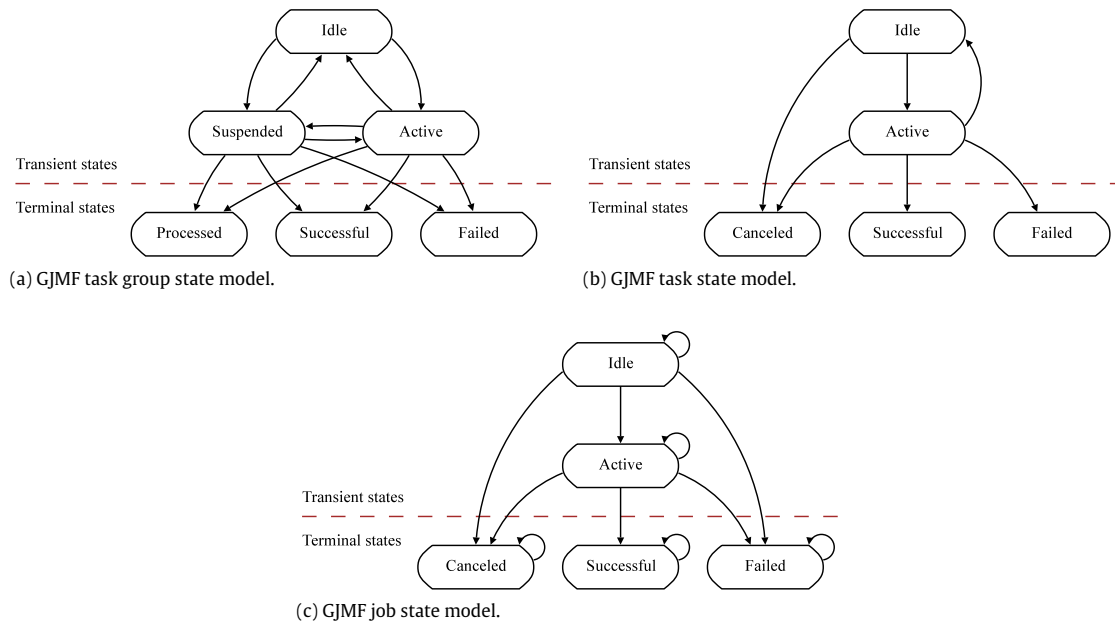 Idle
Suspended
Active
Transient states
Terminal states
Processed
Successful
Failed
(a) GJMF task group state model.
Idle
Active
Transient states
Terminal states
Canceled
Successful
Failed
(b) GJMF task state model.
Idle
Active
Transient states
Terminal states
Canceled
Successful
Failed
(c) GJMF job state model.